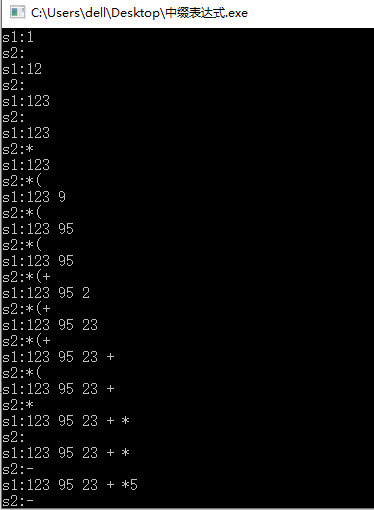 C:\Users\dell\Desktop\中缀表达式.exe
s1:1
s2:
s1:12
s2:
s1:123
s2:
s1:123
s2:*
s1:123
s2:*(
s1:123 9
s2:*(
s1:123 95
s2:*(
s1:123 95
s2:*(+
s1:123 95 2
s2:*(+
s1:123 95 23
s2:*(+
s1:123 95 23 +
s2:*(
s1:123 95 23 +
s2:*
s1:123 95 23 + *
s2:
s1:123 95 23 + *
s2:-
s1:123 95 23 + *5
s2:-